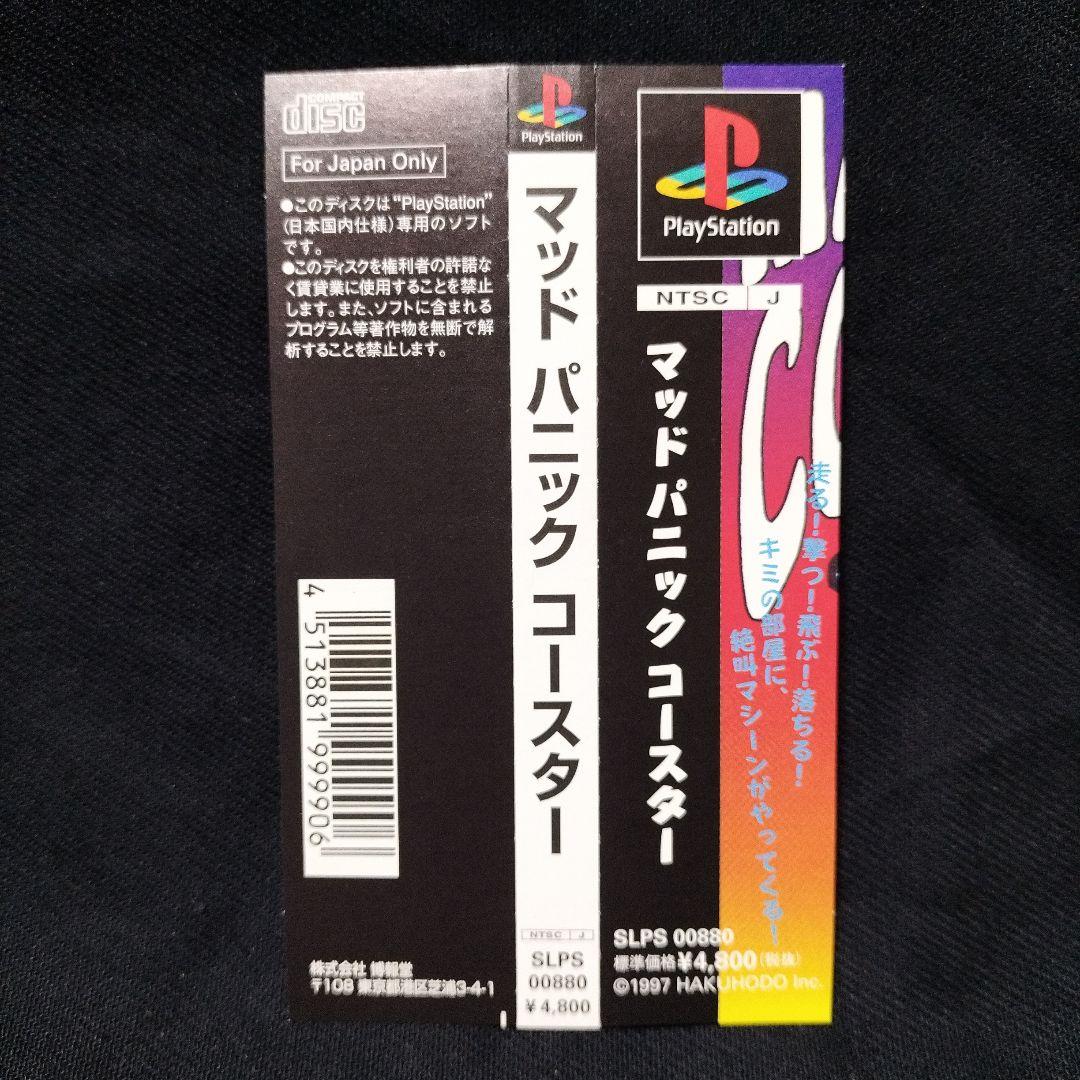 COMPACT
disc
For Japan Only
●このディスクは"PlayStation"
(日本国内仕様)専用のソフト
です。
●このディスクを権利者の許諾な
く賃貸業に使用することを禁止
します。また、ソフトに含まれる
プログラム等著作物を無断で解
析することを禁止します。
4 513881 999906
株式会社 博報堂
〒108 東京都港区芝浦3-4-1
PlayStation
マッド パニック コースター
NTSC J
SLPS
00880
¥4,800
PlayStation
NTSC J
マッド パニック コースター
走る!撃つ!飛ぶ!落ちる!
キミの部屋に、
絶叫マシーンがやってくる!
SLPS 00880
標準価格¥4,800(税抜)
©1997 HAKUHODO Inc.